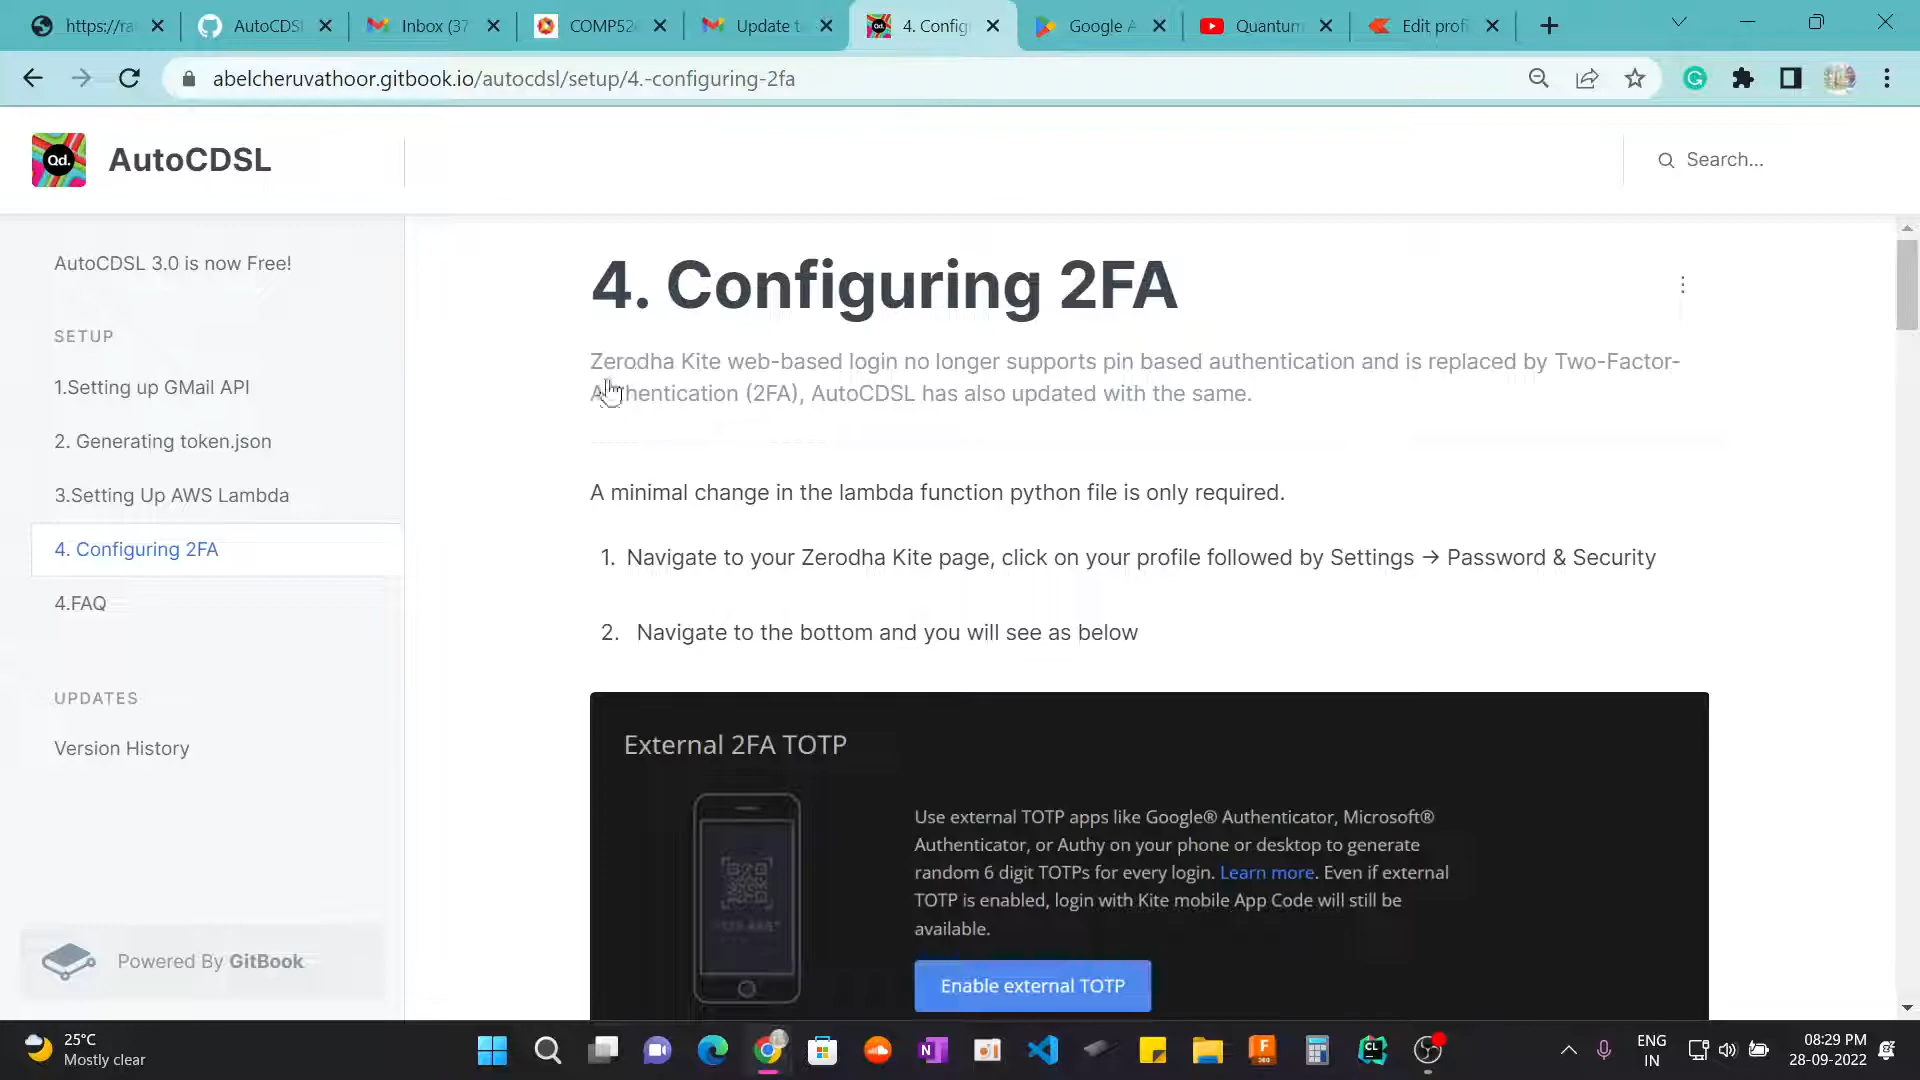 https://ra
AutoCDS
Inbox (37
COMP52
Update t
4. Config
Google A
Quantum
Edit profi
abelcheruvathoor.gitbook.io/autocdsl/setup/4.-configuring-2fa
Qd.
AutoCDSL
Search...
AutoCDSL 3.0 is now Free!
SETUP
1.Setting up GMail API
2. Generating token.json
3.Setting Up AWS Lambda
4. Configuring 2FA
4.FAQ
UPDATES
Version History
Powered By GitBook
4. Configuring 2FA
Zerodha Kite web-based login no longer supports pin based authentication and is replaced by Two-Factor-
Authentication (2FA), AutoCDSL has also updated with the same.
A minimal change in the lambda function python file is only required.
1. Navigate to your Zerodha Kite page, click on your profile followed by Settings → Password & Security
2. Navigate to the bottom and you will see as below
External 2FA TOTP
Use external TOTP apps like Google® Authenticator, Microsoft®
Authenticator, or Authy on your phone or desktop to generate
random 6 digit TOTPs for every login. Learn more. Even if external
TOTP is enabled, login with Kite mobile App Code will still be
available.
Enable external TOTP
25°C
Mostly clear
ENG
IN
08:29 PM
28-09-2022